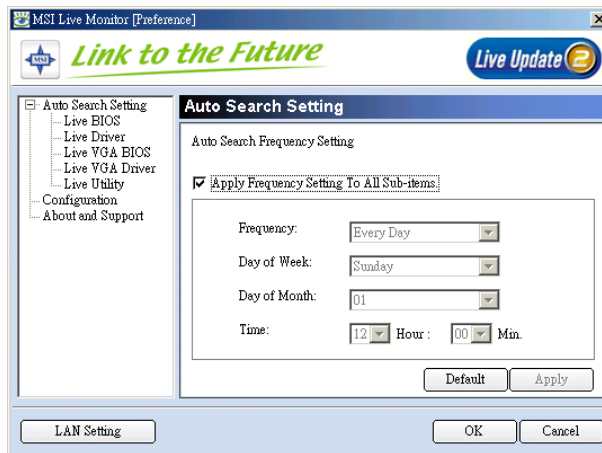 MSI Live Monitor [Preference]
MSI
Link to the Future
Live Update 2
Auto Search Setting
Live BIOS
Live Driver
Live VGA BIOS
Live VGA Driver
Live Utility
Configuration
About and Support
Auto Search Setting
Auto Search Frequency Setting
Apply Frequency Setting To All Sub-items.
Frequency: Every Day
Day of Week: Sunday
Day of Month: 01
Time: 12 Hour : 00 Min.
Default Apply
LAN Setting OK Cancel